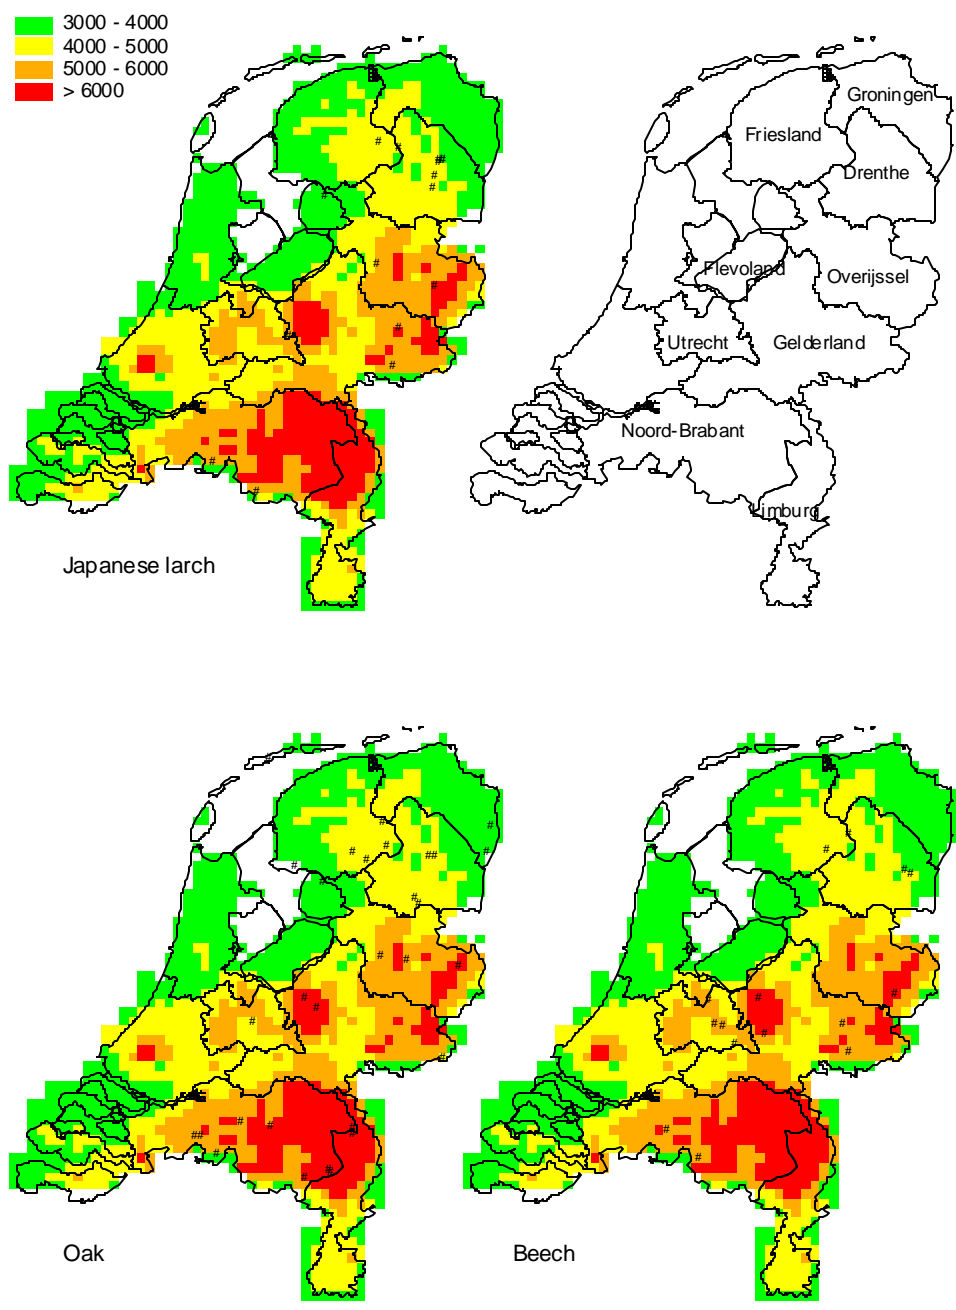 3000 - 4000
4000 - 5000
5000 - 6000
> 6000
Groningen
Friesland
Drenthe
Flevoland
Overijssel
Utrecht
Gelderland
Noord-Brabant
Limburg
Japanese larch
Oak
Beech